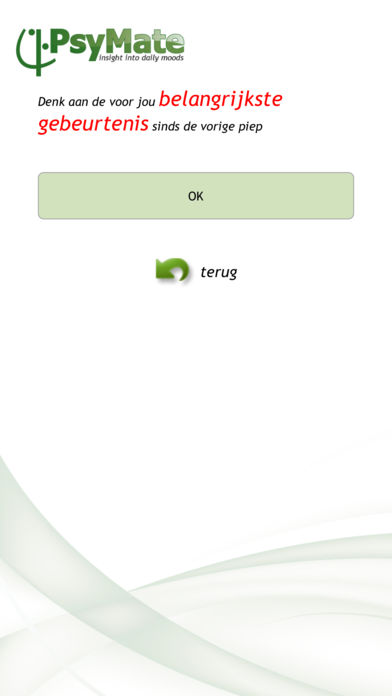 PsyMate
insight into daily moods
Denk aan de voor jou belangrijkste
gebeurtenis sinds de vorige piep
OK
terug